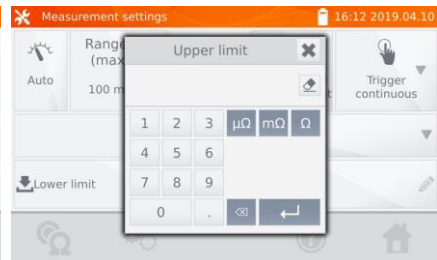 Measurement settings
16:12 2019.04.10
Auto
Range
(max
100 m
Upper limit
Trigger
continuous
t
1 2 3 µΩ mΩ Ω
4 5 6
7 8 9
0 .
Lower limit